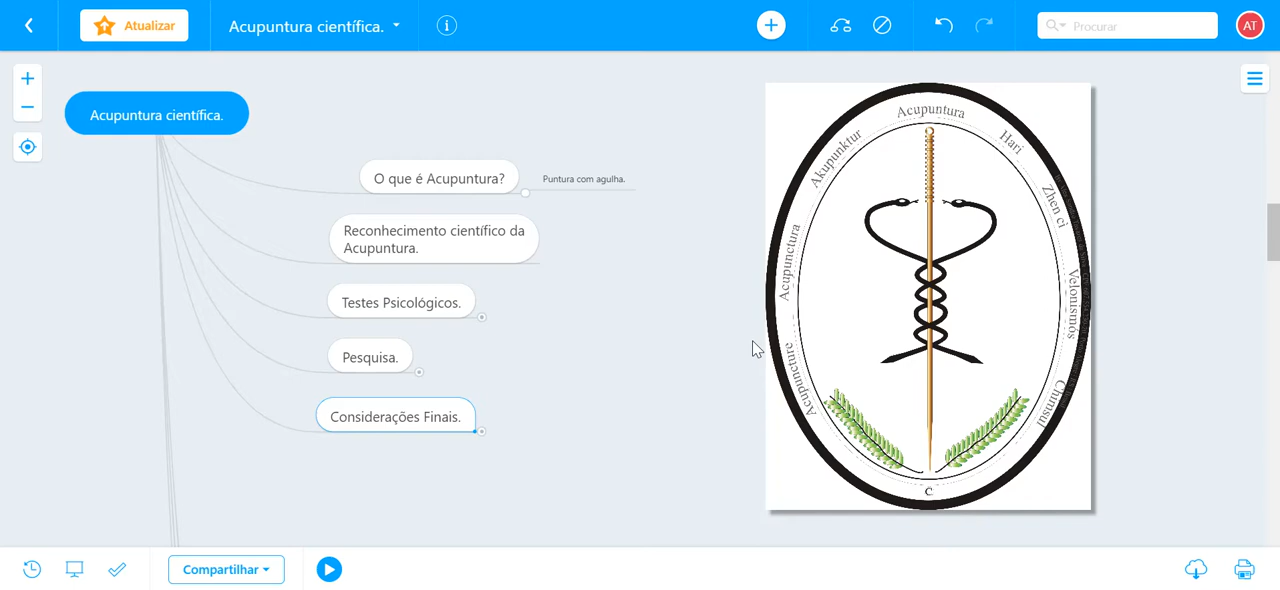 Atualizar
Acupuntura científica.
i
Procurar
AT
Acupuntura científica.
O que é Acupuntura?
Puntura com agulha.
Reconhecimento científico da
Acupuntura.
Testes Psicológicos.
Pesquisa.
Considerações Finais.
Acupuntura
Hari
Zhen ci
Velonismós
Chimsul
Akupunktur
Acupunctura
Acupuncture
C
Compartilhar